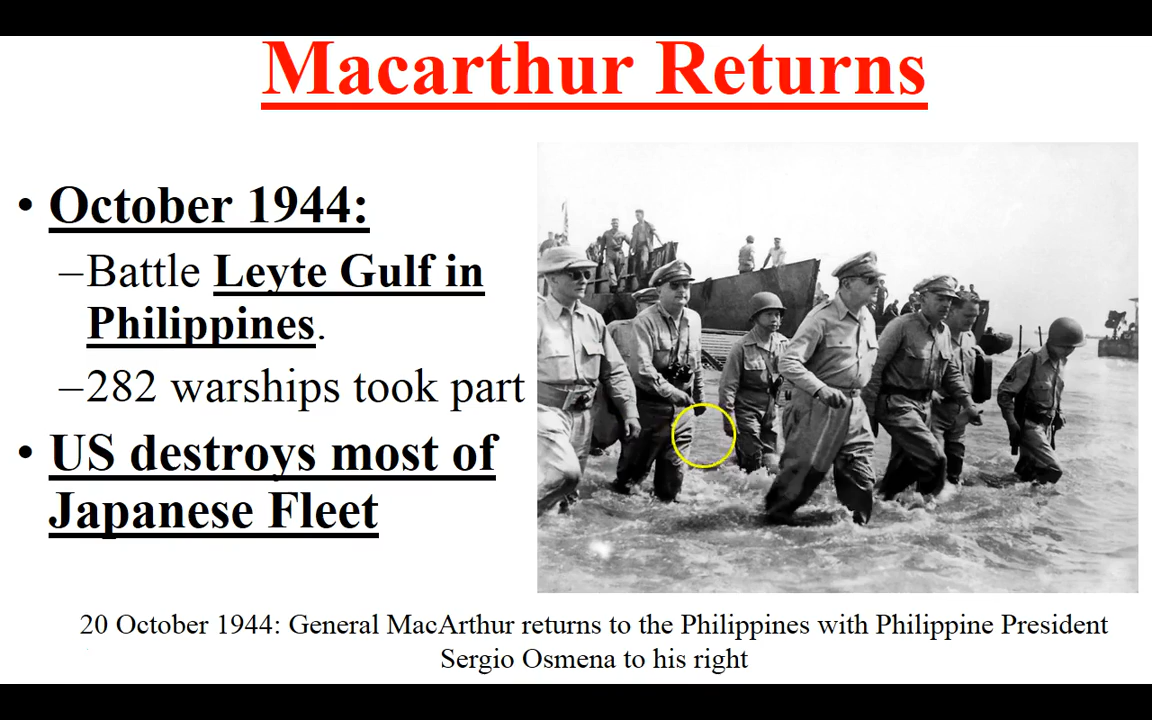 Macarthur Returns
• October 1944:
–Battle Leyte Gulf in
Philippines.
–282 warships took part
• US destroys most of
Japanese Fleet
20 October 1944: General MacArthur returns to the Philippines with Philippine President
Sergio Osmena to his right